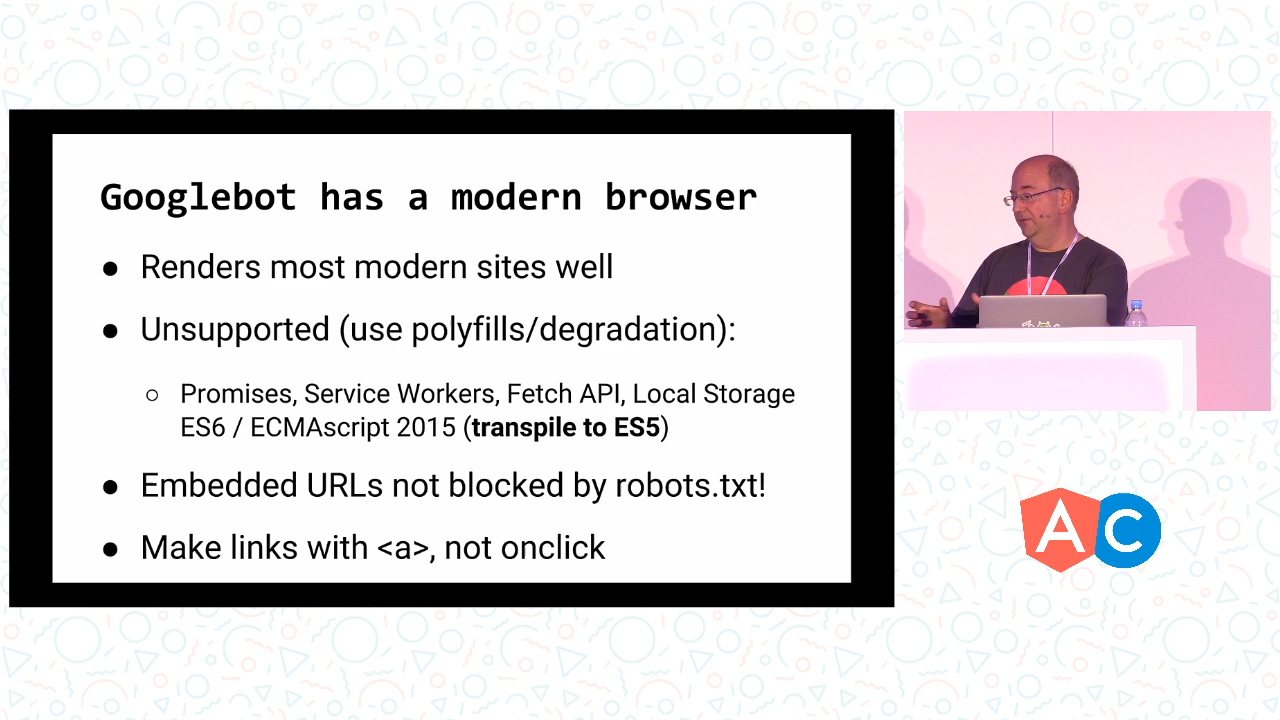 Googlebot has a modern browser
● Renders most modern sites well
● Unsupported (use polyfills/degradation):
○ Promises, Service Workers, Fetch API, Local Storage
ES6 / ECMAscript 2015 (transpile to ES5)
● Embedded URLs not blocked by robots.txt!
● Make links with <a>, not onclick
AC